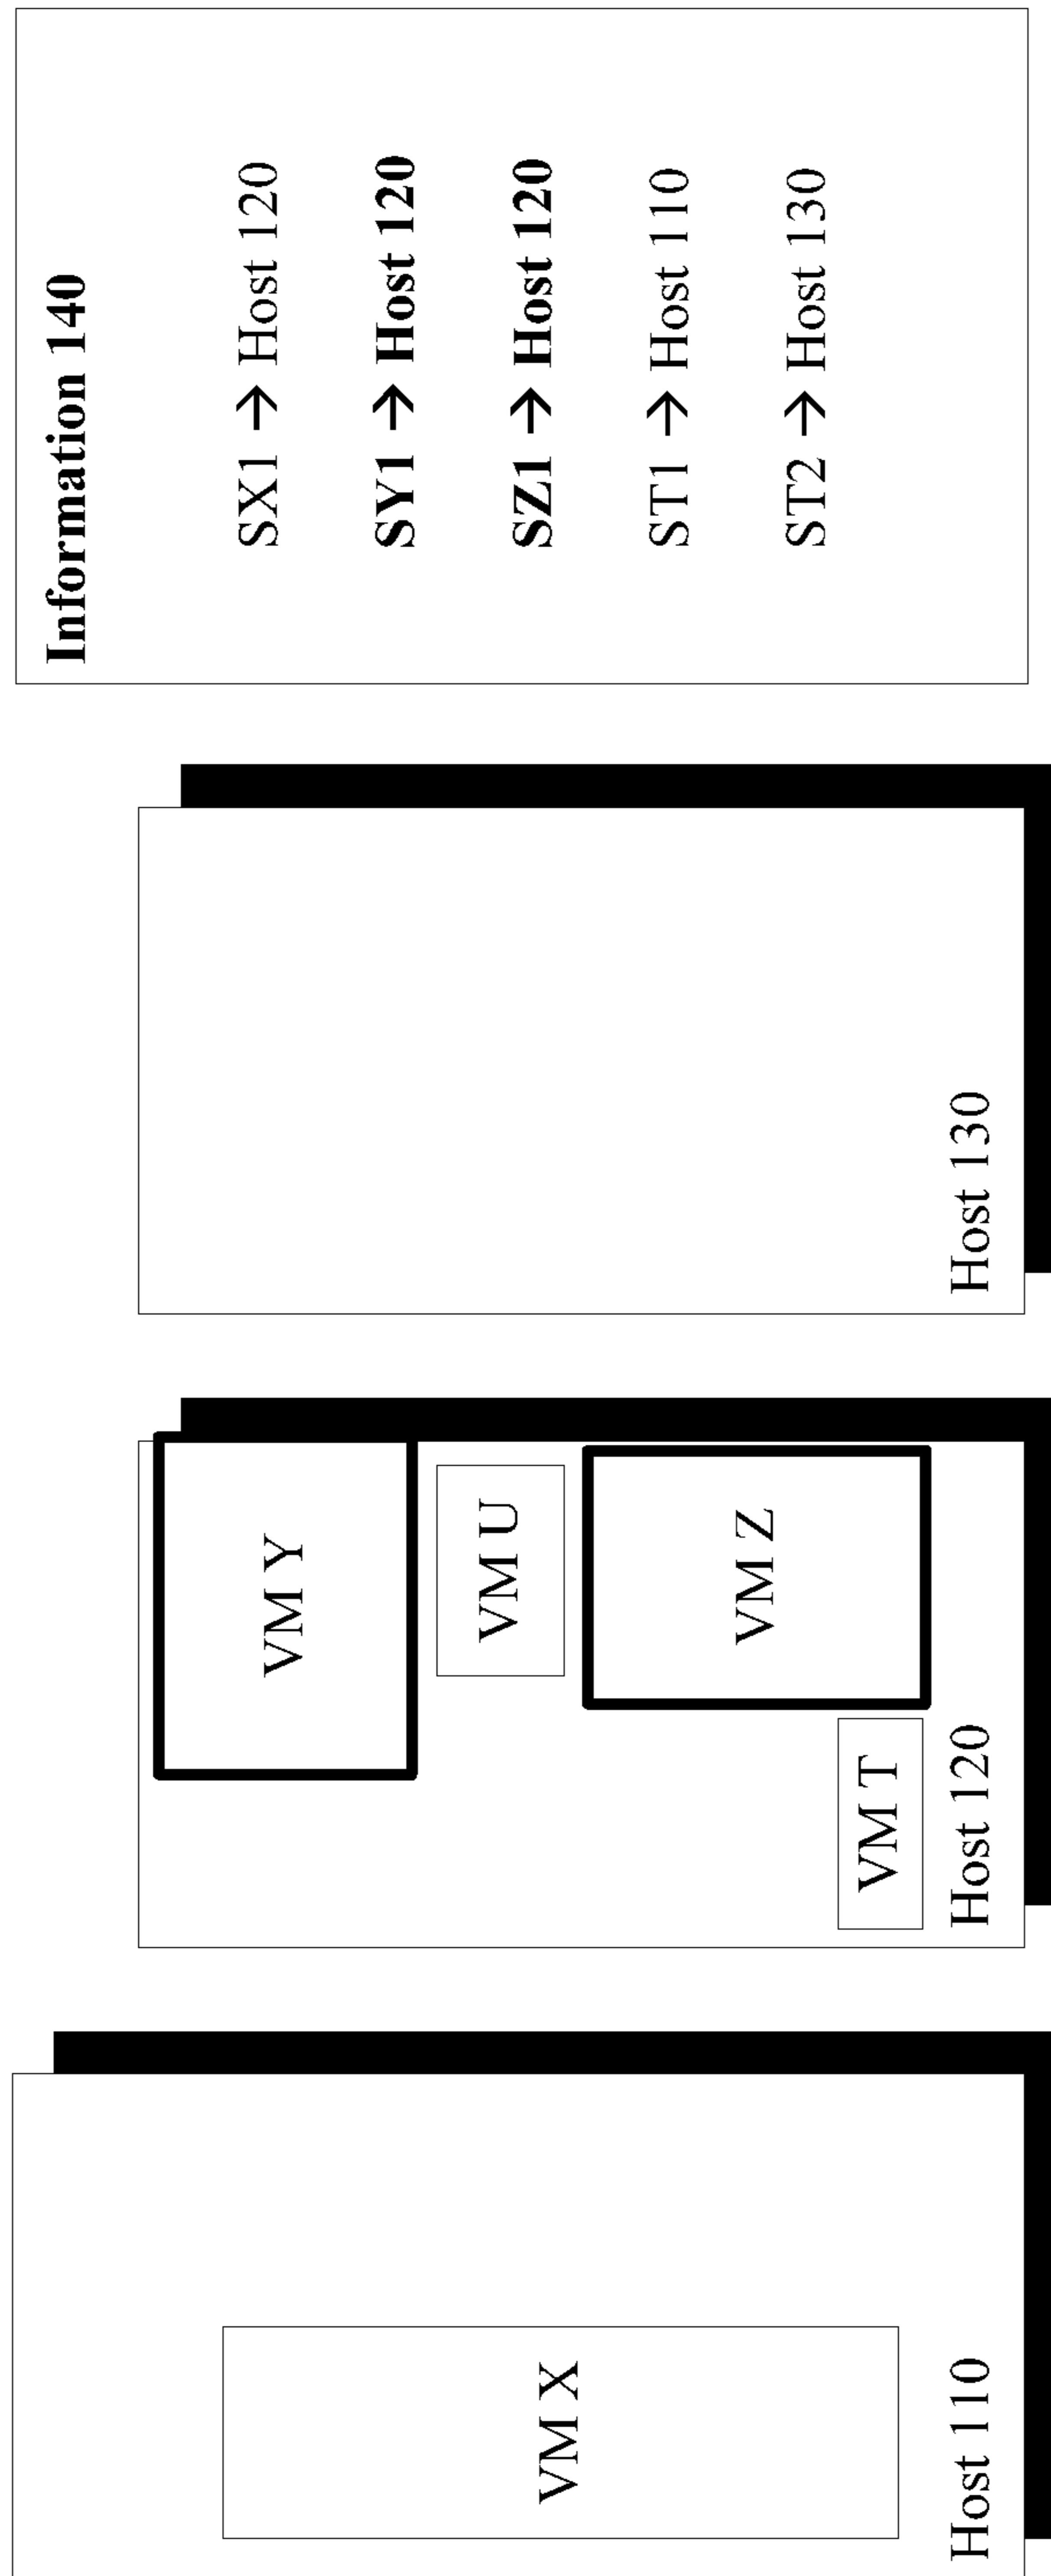 VM X
Host 110
VM Y
VM U
VM Z
VM T
Host 120
Host 130
Information 140
SX1 → Host 120
SY1 → Host 120
SZ1 → Host 120
ST1 → Host 110
ST2 → Host 130